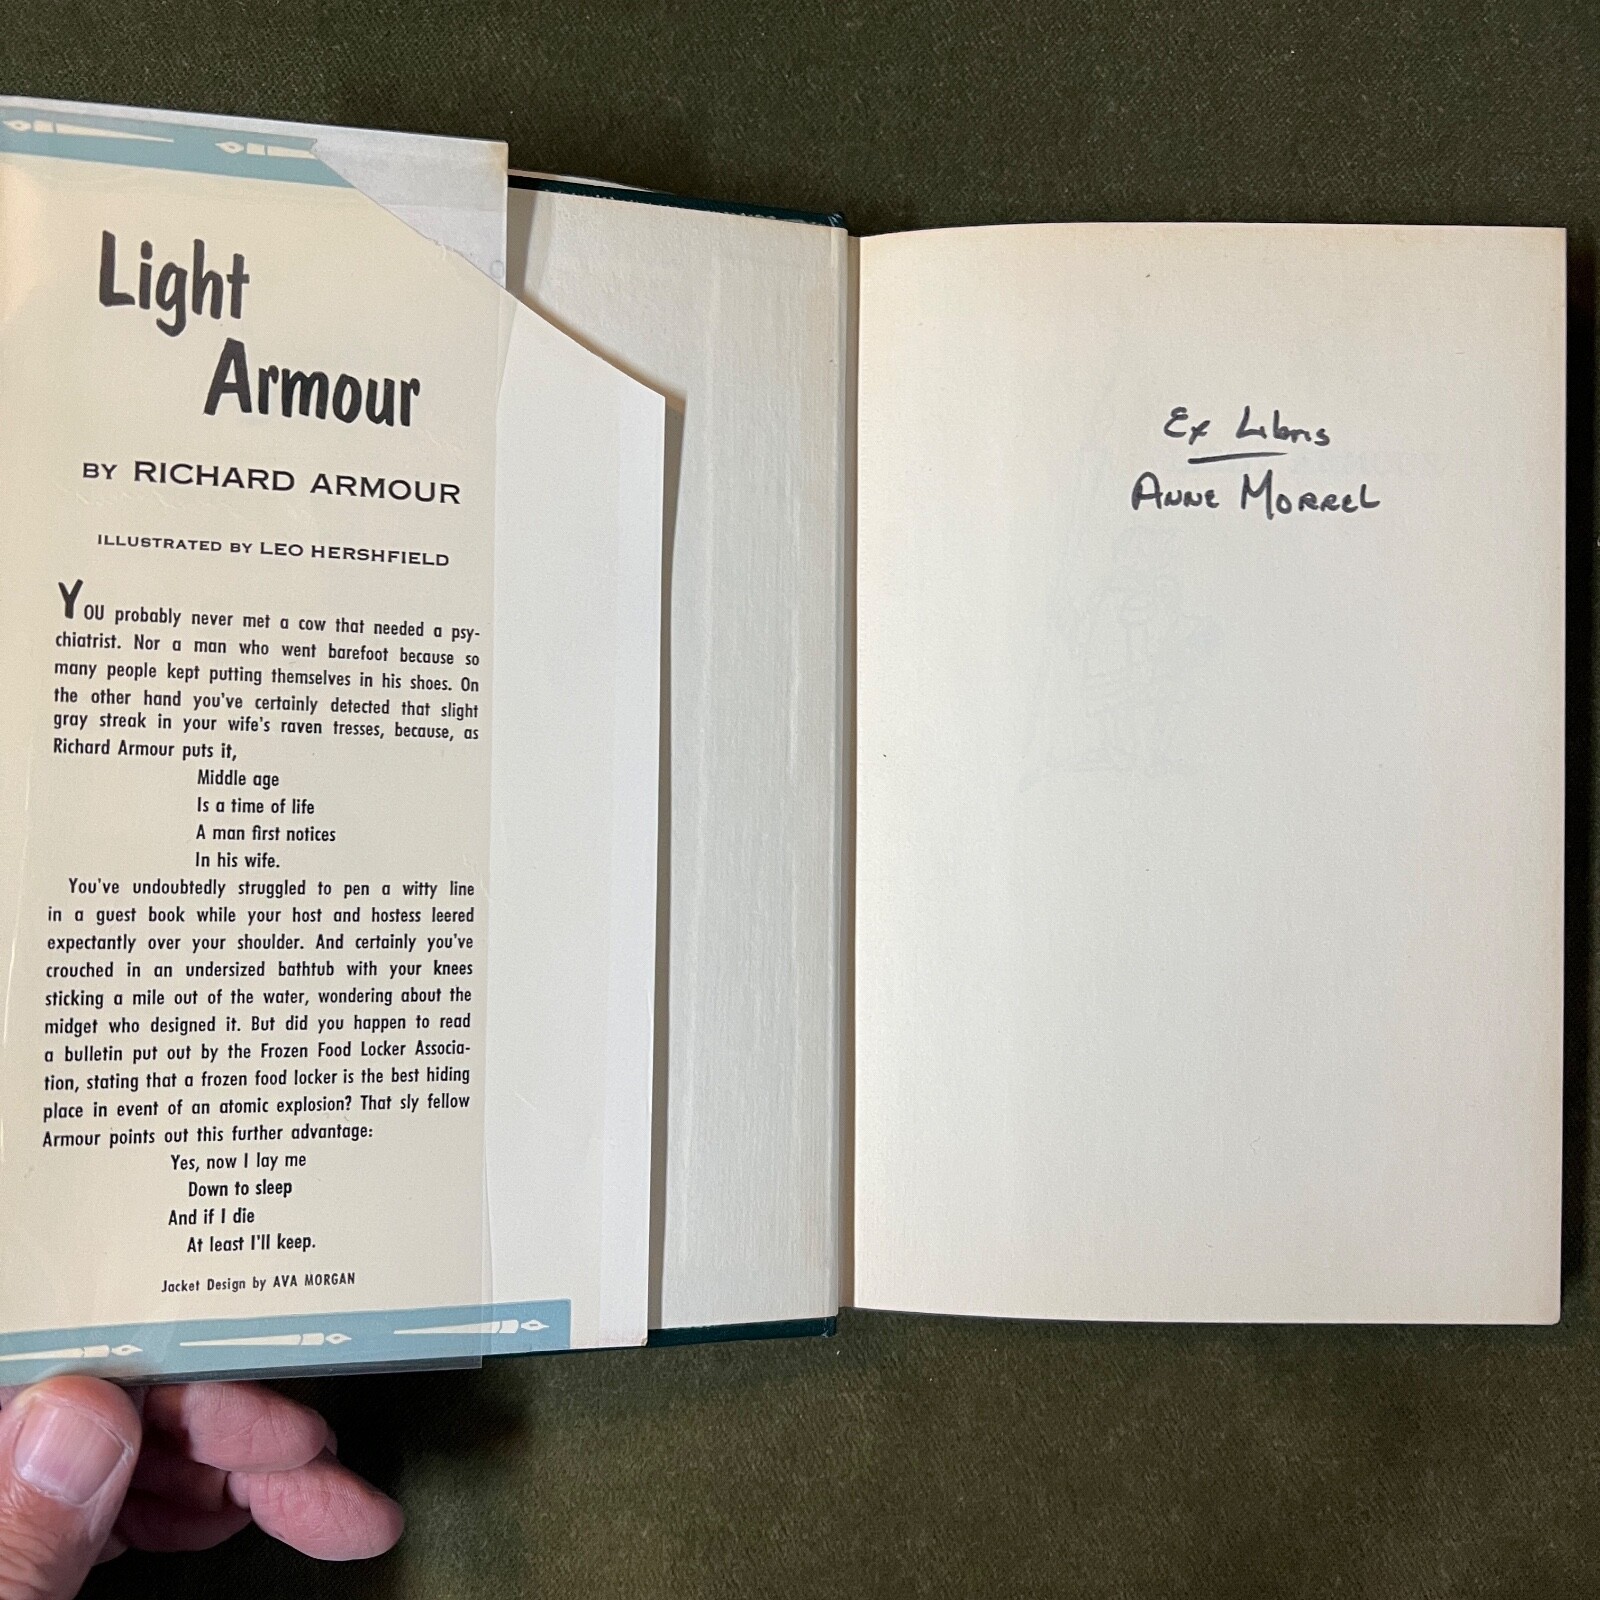 Light
Armour
BY RICHARD ARMOUR
ILLUSTRATED BY LEO HERSHFIELD
YOU probably never met a cow that needed a psy-
chiatrist. Nor a man who went barefoot because so
many people kept putting themselves in his shoes. On
the other hand you've certainly detected that slight
gray streak in your wife's raven tresses, because, as
Richard Armour puts it,
Middle age
Is a time of life
A man first notices
In his wife.
You've undoubtedly struggled to pen a witty line
in a guest book while your host and hostess leered
expectantly over your shoulder. And certainly you've
crouched in an undersized bathtub with your knees
sticking a mile out of the water, wondering about the
midget who designed it. But did you happen to read
a bulletin put out by the Frozen Food Locker Associa-
tion, stating that a frozen food locker is the best hiding
place in event of an atomic explosion? That sly fellow
Armour points out this further advantage:
Yes, now I lay me
Down to sleep
And if I die
At least I'll keep.
Jacket Design by AVA MORGAN
Ex Libris
ANNE MORREL